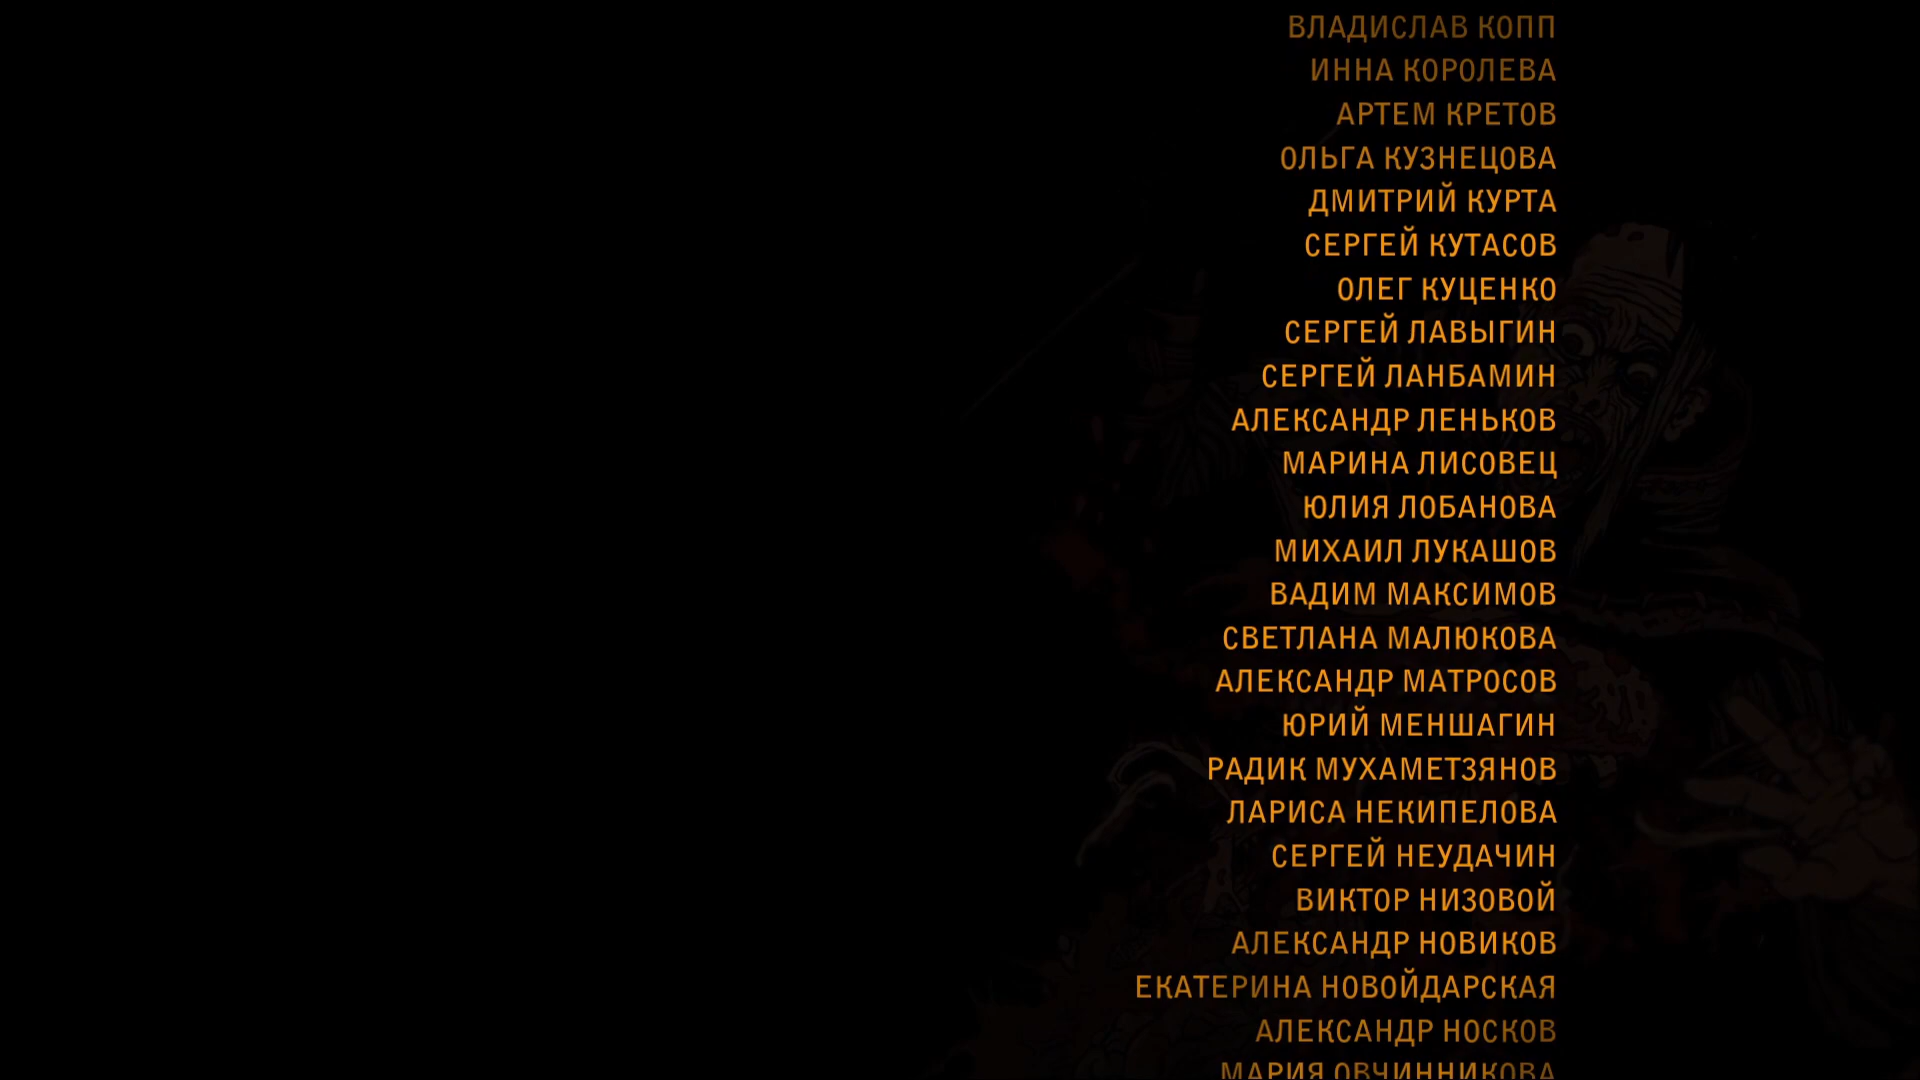 ВЛАДИСЛАВ КОПП
ИННА КОРОЛЕВА
АРТЕМ КРЕТОВ
ОЛЬГА КУЗНЕЦОВА
ДМИТРИЙ КУРТА
СЕРГЕЙ КУТАСОВ
ОЛЕГ КУЦЕНКО
СЕРГЕЙ ЛАВЫГИН
СЕРГЕЙ ЛАНБАМИН
АЛЕКСАНДР ЛЕНЬКОВ
МАРИНА ЛИСОВЕЦ
ЮЛИЯ ЛОБАНОВА
МИХАИЛ ЛУКАШОВ
ВАДИМ МАКСИМОВ
СВЕТЛАНА МАЛЮКОВА
АЛЕКСАНДР МАТРОСОВ
ЮРИЙ МЕНШАГИН
РАДИК МУХАМЕТЗЯНОВ
ЛАРИСА НЕКИПЕЛОВА
СЕРГЕЙ НЕУДАЧИН
ВИКТОР НИЗОВОЙ
АЛЕКСАНДР НОВИКОВ
ЕКАТЕРИНА НОВОЙДАРСКАЯ
АЛЕКСАНДР НОСКОВ
МАРИЯ ОВЧИННИКОВА